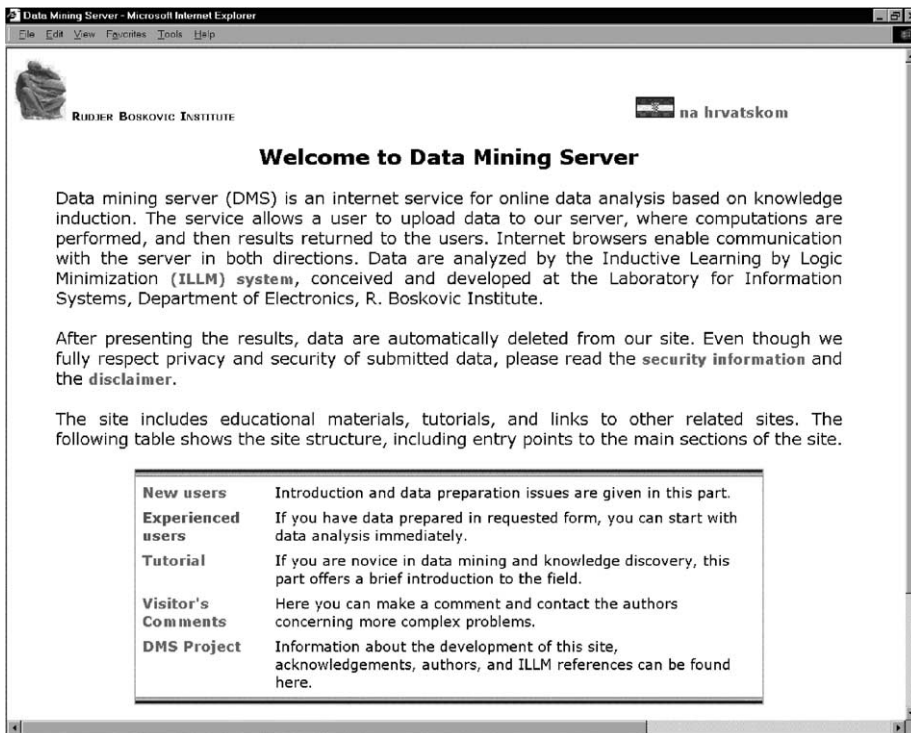 Data Mining Server - Microsoft Internet Explorer
File Edit View Favorites Tools Help
RUDJER BOSKOVIC INSTITUTE
na hrvatskom
Welcome to Data Mining Server
Data mining server (DMS) is an internet service for online data analysis based on knowledge
induction. The service allows a user to upload data to our server, where computations are
performed, and then results returned to the users. Internet browsers enable communication
with the server in both directions. Data are analyzed by the Inductive Learning by Logic
Minimization (ILLM) system, conceived and developed at the Laboratory for Information
Systems, Department of Electronics, R. Boskovic Institute.
After presenting the results, data are automatically deleted from our site. Even though we
fully respect privacy and security of submitted data, please read the security information and
the disclaimer.
The site includes educational materials, tutorials, and links to other related sites. The
following table shows the site structure, including entry points to the main sections of the site.
New users Introduction and data preparation issues are given in this part.
Experienced If you have data prepared in requested form, you can start with
users data analysis immediately.
Tutorial If you are novice in data mining and knowledge discovery, this
part offers a brief introduction to the field.
Visitor's Here you can make a comment and contact the authors
Comments concerning more complex problems.
DMS Project Information about the development of this site,
acknowledgements, authors, and ILLM references can be found
here.